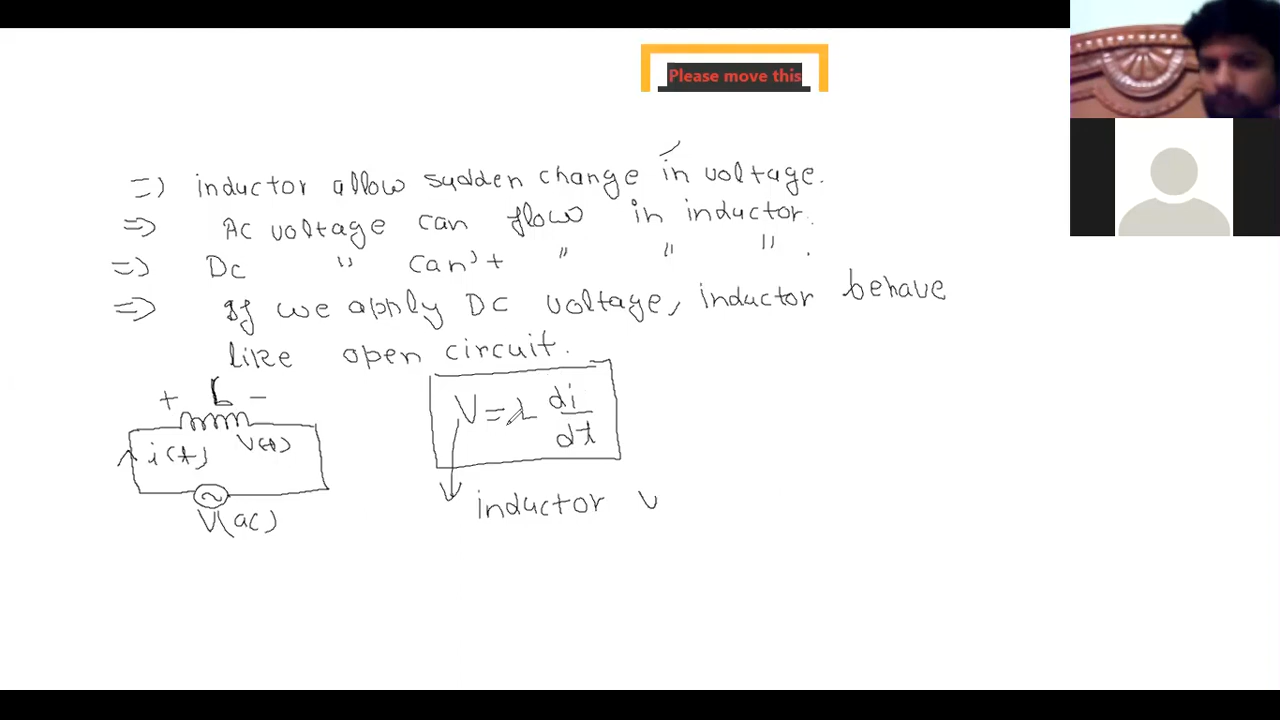 Please move this
=> inductor allow sudden change in voltage.
=> Ac voltage can flow in inductor.
=> Dc " can't " " ".
=> If we apply DC voltage, inductor behave
like open circuit.
+ L -
i(t) V(t)
V(ac)
V = L di/dt
inductor v